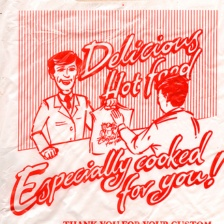 Delicious
Hot food
Especially cooked
for you!
THANK YOU FOR YOUR CUSTOM